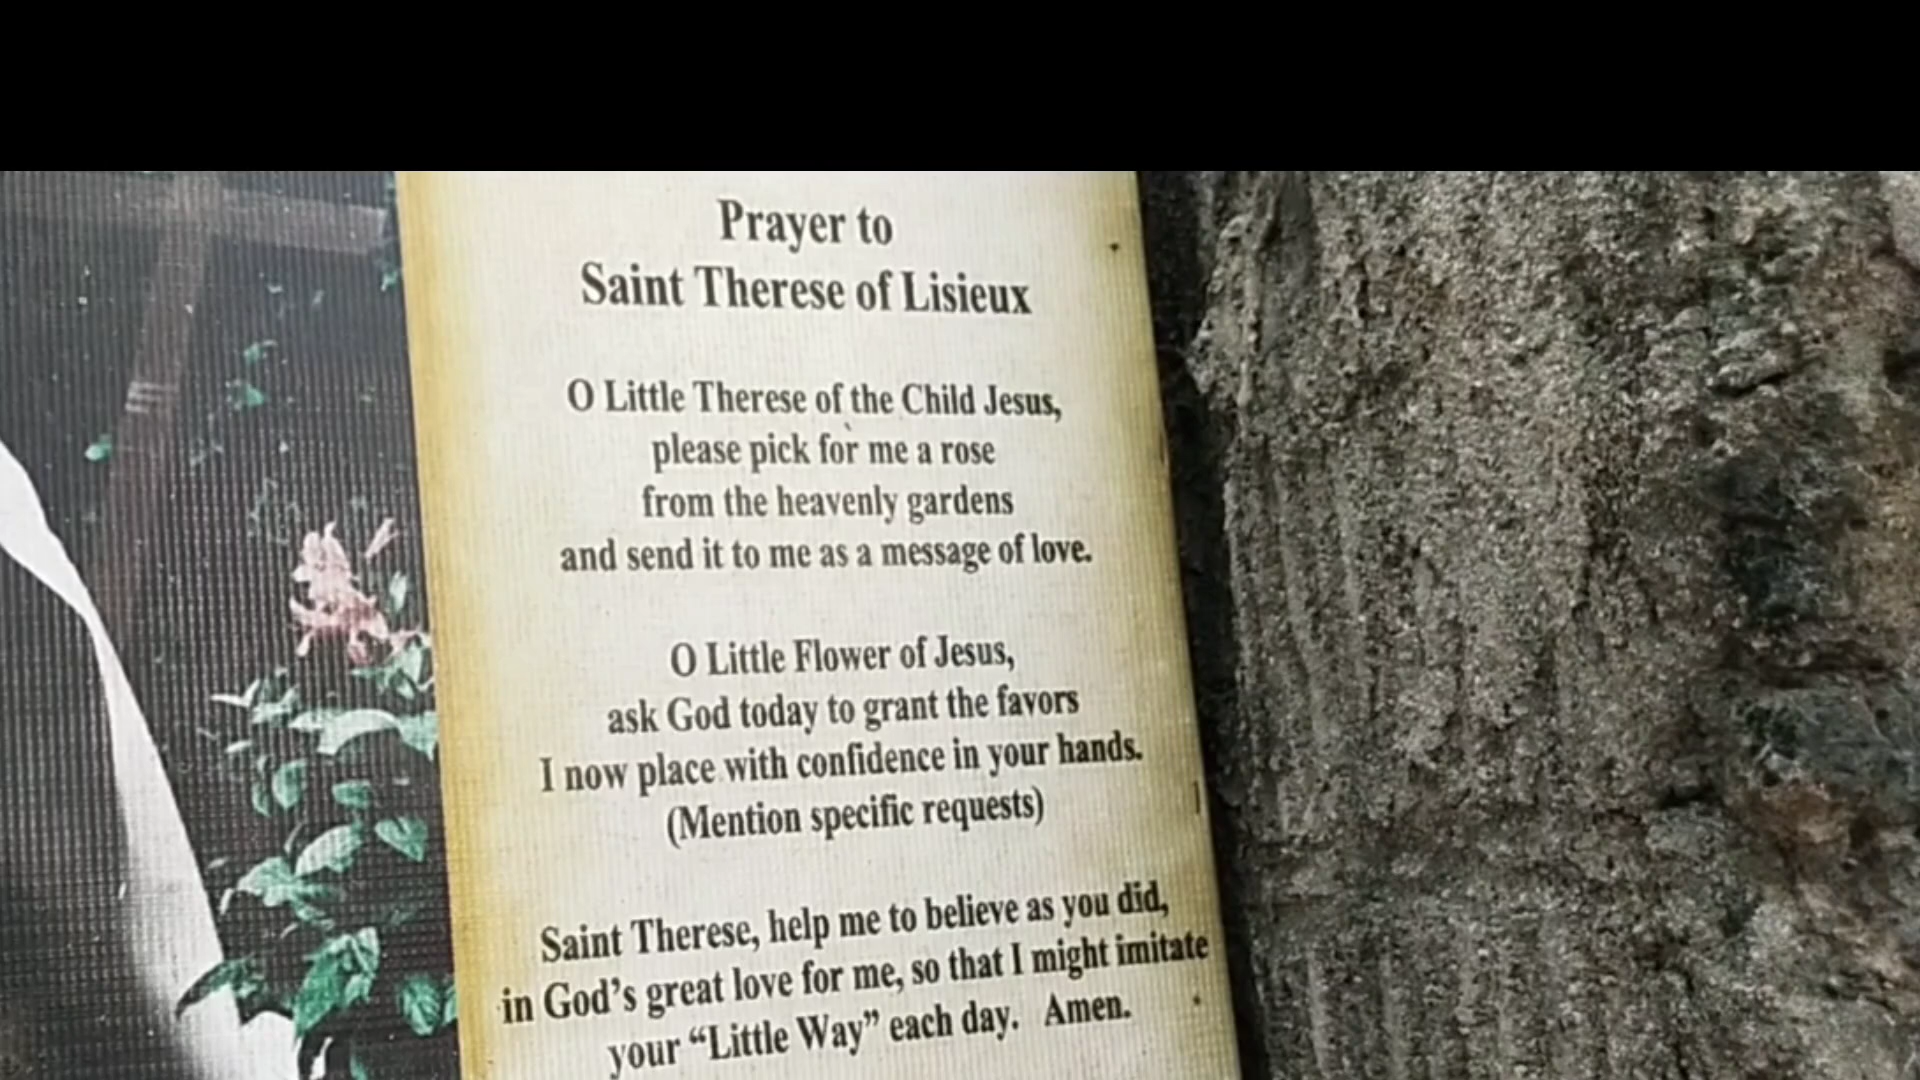 Prayer to
Saint Therese of Lisieux
O Little Therese of the Child Jesus,
please pick for me a rose
from the heavenly gardens
and send it to me as a message of love.
O Little Flower of Jesus,
ask God today to grant the favors
I now place with confidence in your hands.
(Mention specific requests)
Saint Therese, help me to believe as you did,
in God's great love for me, so that I might imitate
your “Little Way” each day. Amen.